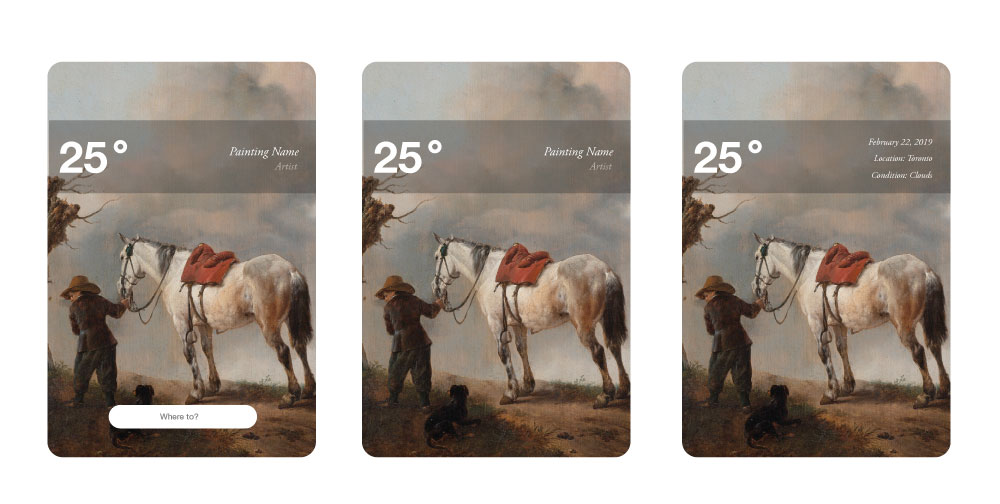 25°
Painting Name
Artist
Where to?
25°
Painting Name
Artist
25°
February 22, 2019
Location: Toronto
Condition: Clouds